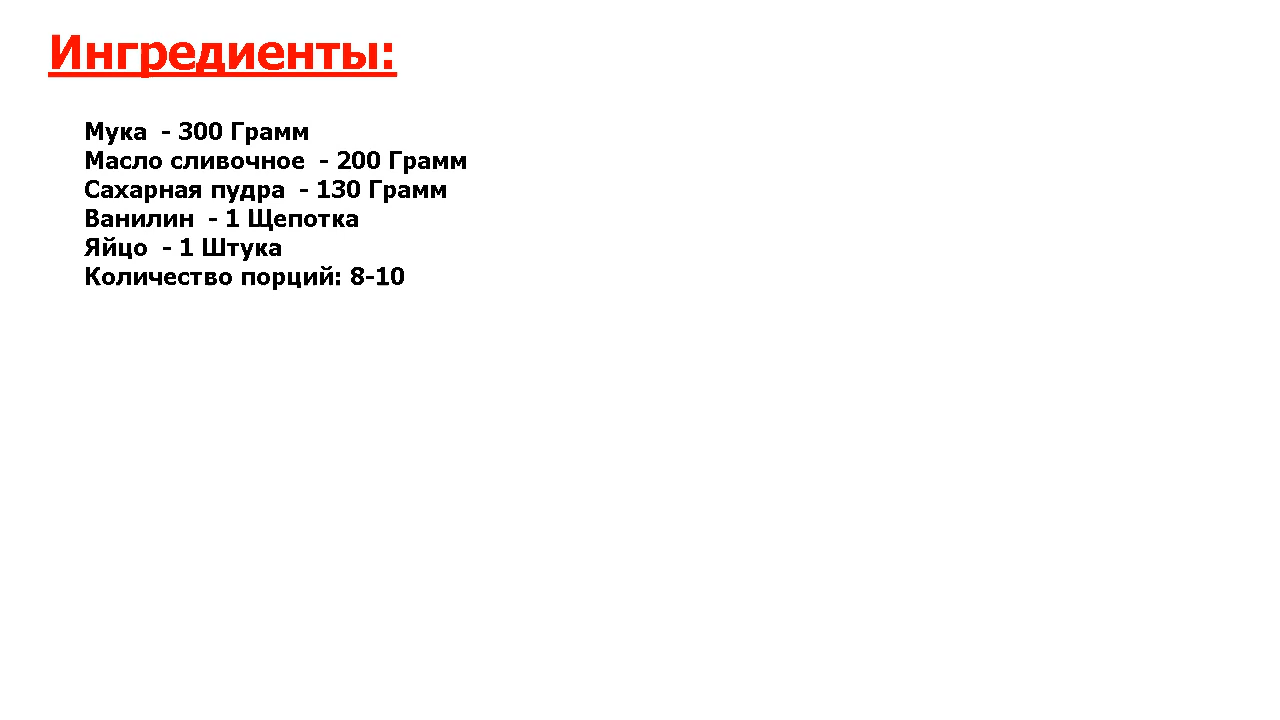 Ингредиенты:
Мука  - 300 Грамм
Масло сливочное  - 200 Грамм
Сахарная пудра  - 130 Грамм
Ванилин  - 1 Щепотка
Яйцо  - 1 Штука
Количество порций: 8-10